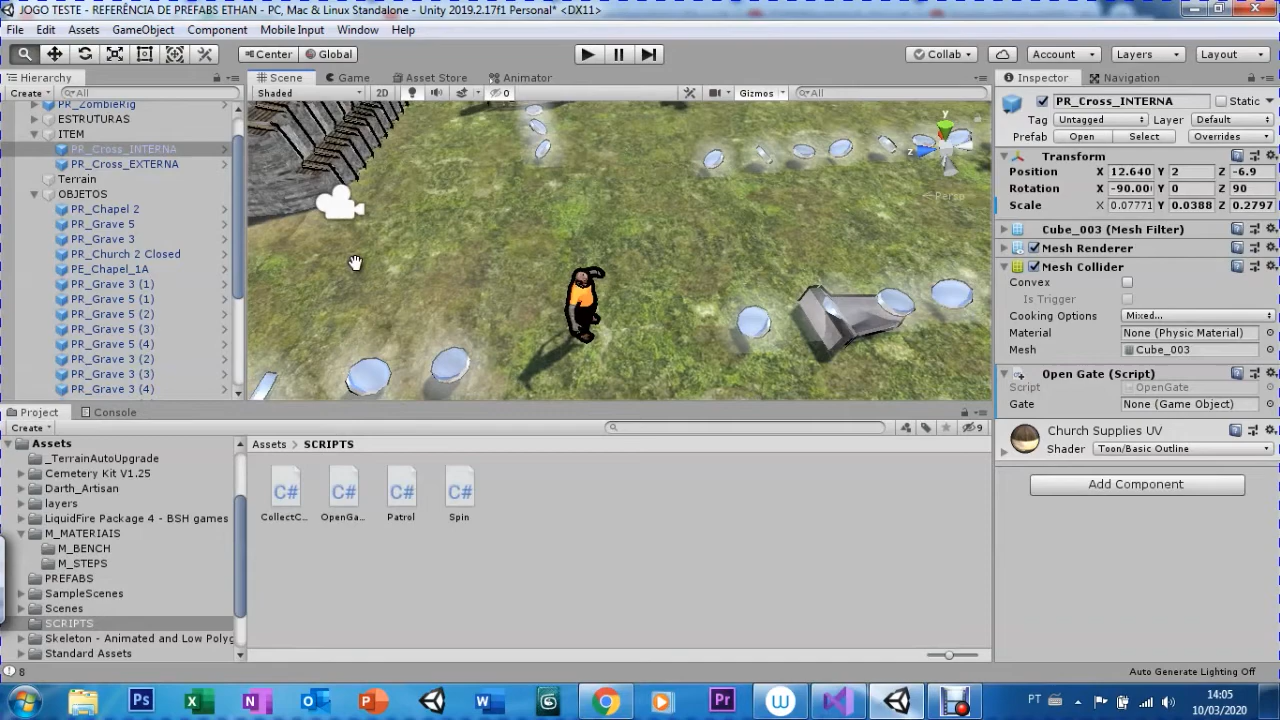 JOGO TESTE - REFERÊNCIA DE PREFABS ETHAN - PC, Mac & Linux Standalone - Unity 2019.2.17f1 Personal* <DX11>
File Edit Assets GameObject Component Mobile Input Window Help
Center Global Collab Account Layers Layout
Hierarchy Scene Game Asset Store Animator Inspector Navigation
Create All Shaded 2D 0 Gizmos All
PR_ZombieRig
ESTRUTURAS
ITEM
PR_Cross_INTERNA
PR_Cross_EXTERNA
Terrain
OBJETOS
PR_Chapel 2
PR_Grave 5
PR_Grave 3
PR_Church 2 Closed
PE_Chapel_1A
PR_Grave 3 (1)
PR_Grave 5 (1)
PR_Grave 5 (2)
PR_Grave 5 (3)
PR_Grave 5 (4)
PR_Grave 3 (2)
PR_Grave 3 (3)
PR_Grave 3 (4)
y
z
Persp
PR_Cross_INTERNA Static
Tag Untagged Layer Default
Prefab Open Select Overrides
Transform
Position X 12.640 Y 2 Z -6.9
Rotation X -90.00 Y 0 Z 90
Scale X 0.07771 Y 0.0388 Z 0.2797
Cube_003 (Mesh Filter)
Mesh Renderer
Mesh Collider
Convex
Is Trigger
Cooking Options Mixed...
Material None (Physic Material)
Mesh Cube_003
Open Gate (Script)
Script OpenGate
Gate None (Game Object)
Church Supplies UV
Shader Toon/Basic Outline
Add Component
Project Console
Create 9
Assets
_TerrainAutoUpgrade
Cemetery Kit V1.25
Darth_Artisan
layers
LiquidFire Package 4 - BSH games
M_MATERIAIS
M_BENCH
M_STEPS
PREFABS
SampleScenes
Scenes
SCRIPTS
Skeleton - Animated and Low Polyg
Standard Assets
Assets SCRIPTS
C# C# C# C#
CollectC... OpenGa... Patrol Spin
8 Auto Generate Lighting Off
Ps W Pr W
PT 14:05
10/03/2020